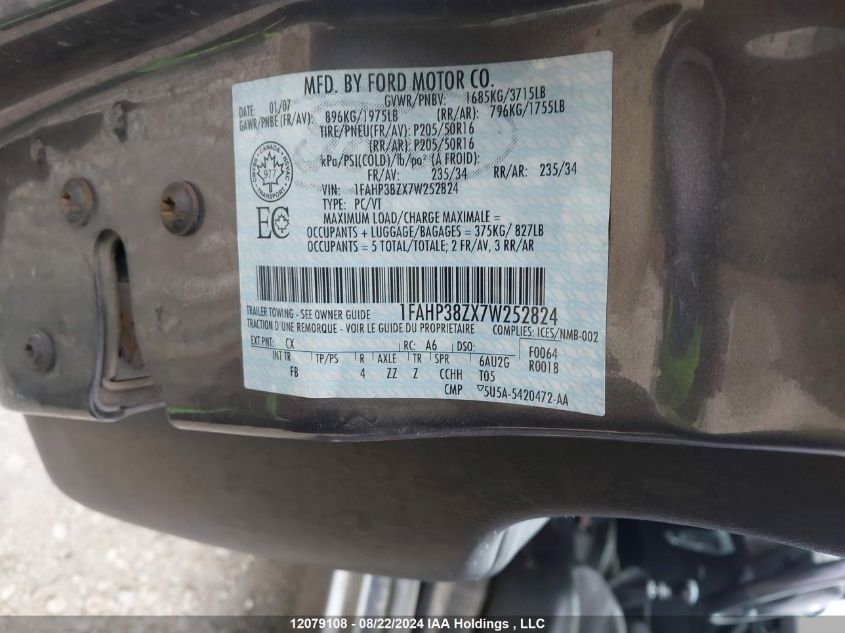 MFD. BY FORD MOTOR CO.
DATE: 01/07 GVWR/PNBV: 1685KG/3715LB
GAWR/PNBE (FR/AV): 896KG/1975LB (RR/AR): 796KG/1755LB
TIRE/PNEU(FR/AV): P205/50R16
(RR/AR): P205/50R16
kPa/PSI(COLD)/lb/po² (À FROID):
FR/AV: 235/34 RR/AR: 235/34
CANADA
977
TRANSPORT
VIN: 1FAHP38ZX7W252824
TYPE: PC/VT
EC
MAXIMUM LOAD/CHARGE MAXIMALE =
OCCUPANTS + LUGGAGE/BAGAGES = 375KG/ 827LB
OCCUPANTS = 5 TOTAL/TOTALE; 2 FR/AV, 3 RR/AR
TRAILER TOWING - SEE OWNER GUIDE 1FAHP38ZX7W252824
TRACTION D'UNE REMORQUE - VOIR LE GUIDE DU PROPRIETAIRE COMPLIES: ICES/NMB-002
EXT PNT: CX RC: A6 DSO: F0064
INT TR TP/PS R AXLE TR SPR 6AU2G R0018
FB 4 ZZ Z CCHH T05
CMP 5U5A-5420472-AA
12079108 - 08/22/2024 IAA Holdings , LLC